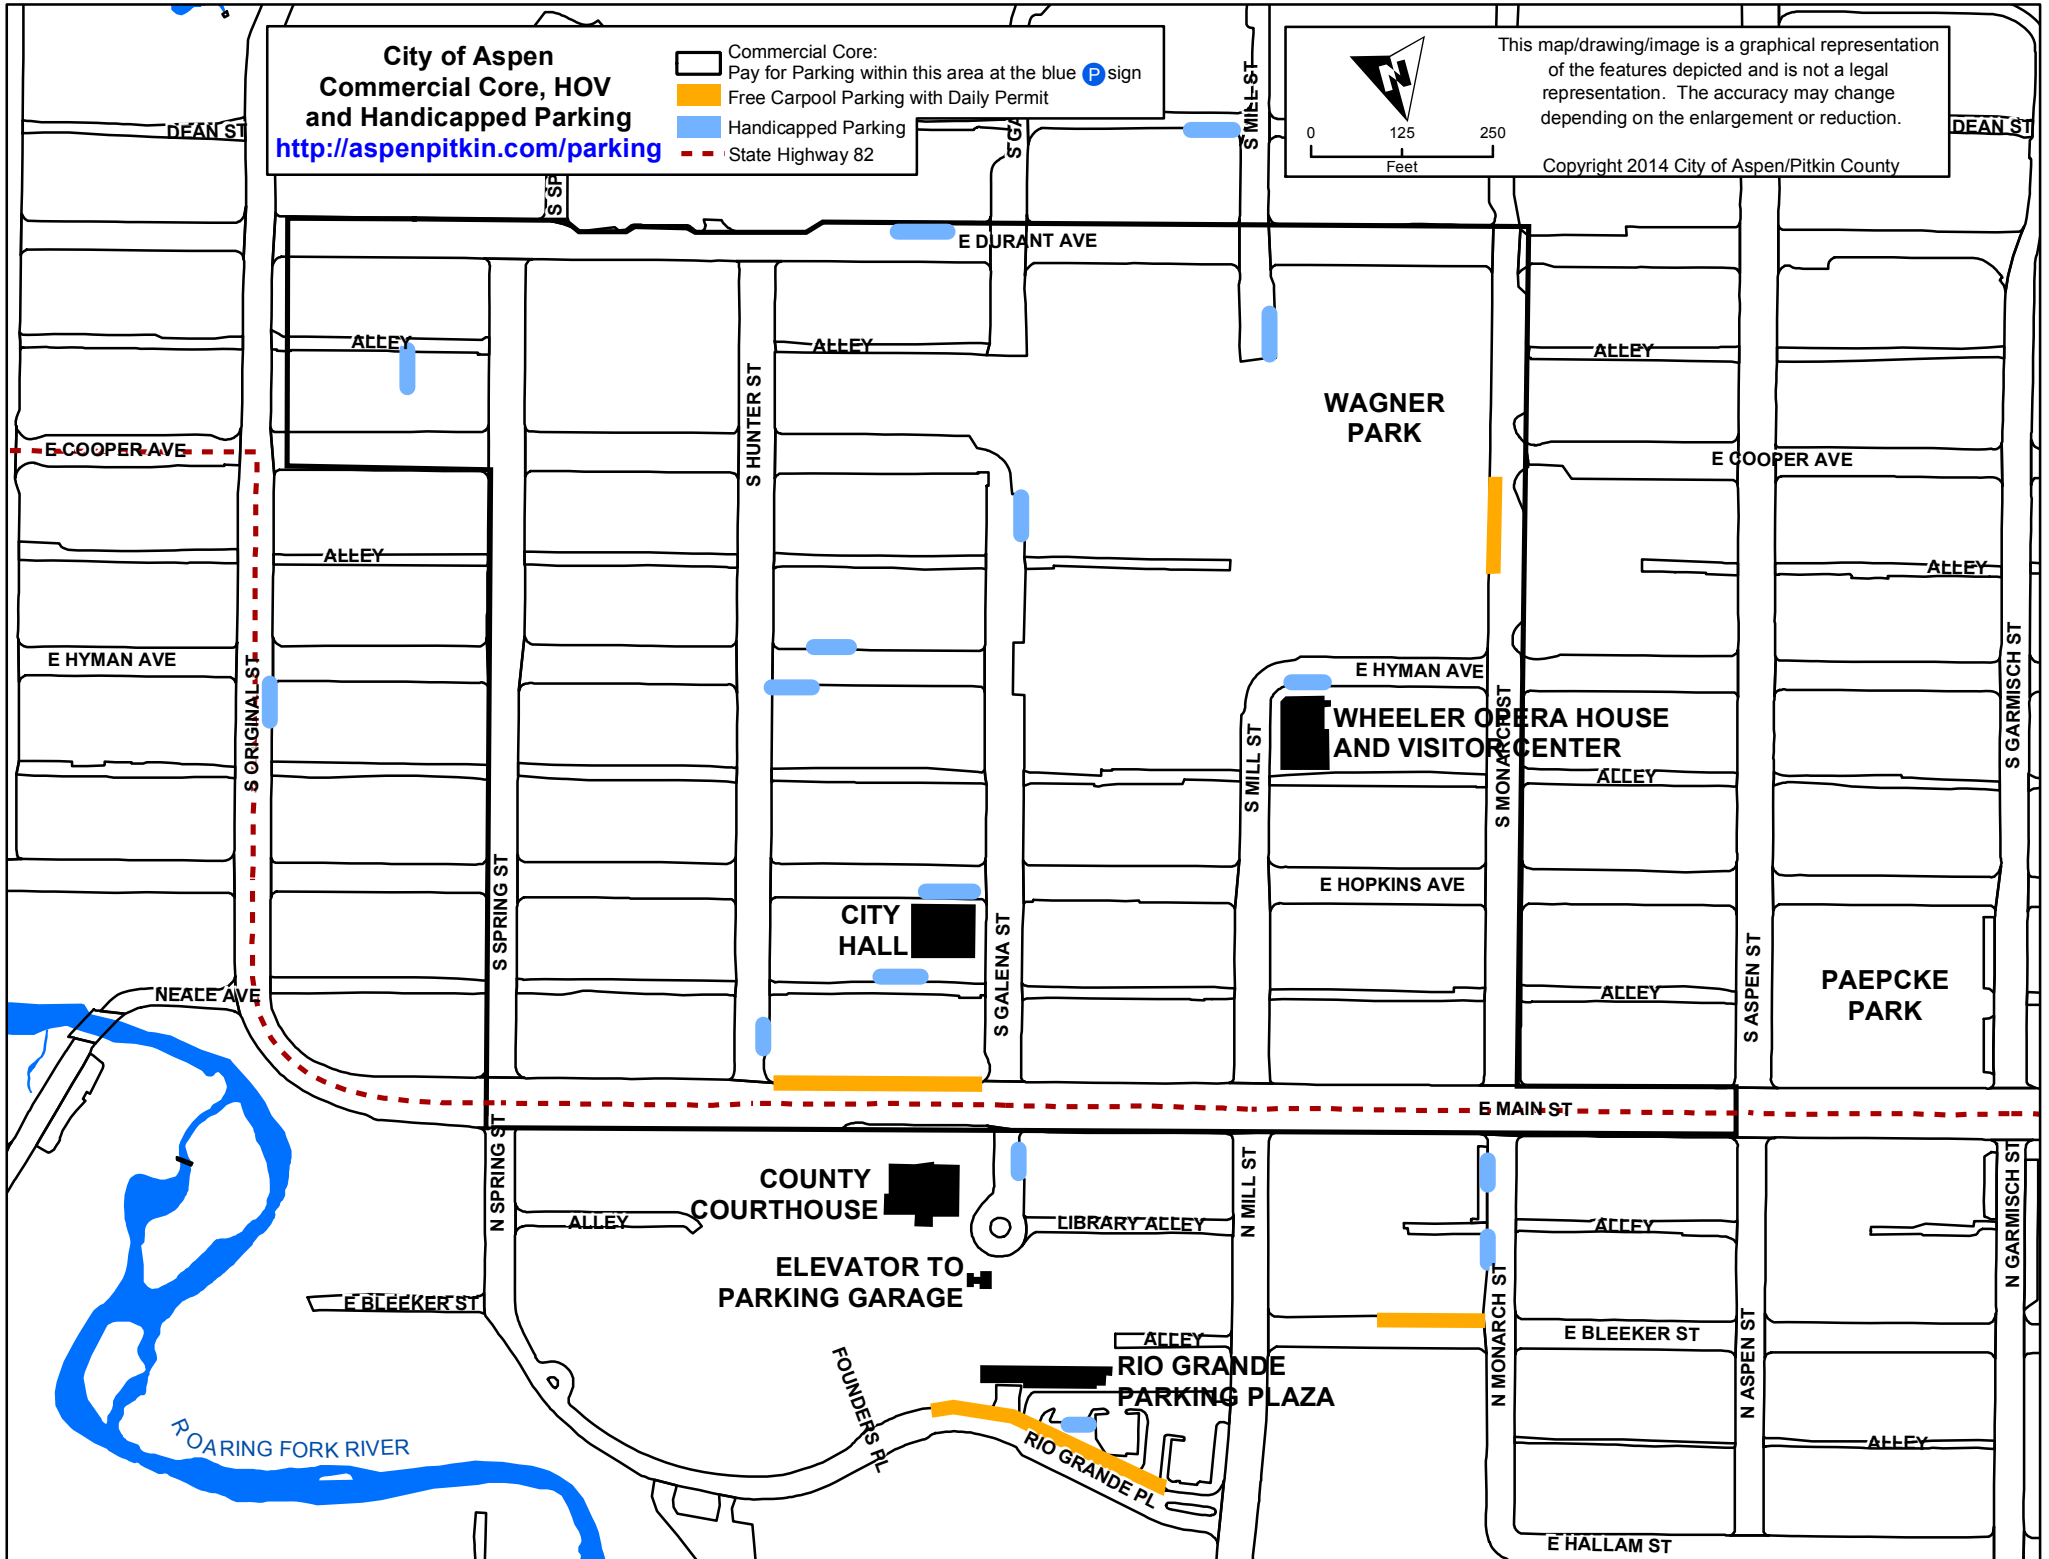 City of Aspen
Commercial Core, HOV
and Handicapped Parking
http://aspenpitkin.com/parking
Commercial Core:
Pay for Parking within this area at the blue P sign
Free Carpool Parking with Daily Permit
Handicapped Parking
State Highway 82
N
0 125 250
Feet
This map/drawing/image is a graphical representation
of the features depicted and is not a legal
representation. The accuracy may change
depending on the enlargement or reduction.
Copyright 2014 City of Aspen/Pitkin County
DEAN ST
S SP
S GA
S MILL ST
DEAN ST
E DURANT AVE
ALLEY
ALLEY
ALLEY
S HUNTER ST
WAGNER
PARK
E COOPER AVE
E COOPER AVE
ALLEY
ALLEY
E HYMAN AVE
S ORIGINAL ST
E HYMAN AVE
S GARMISCH ST
WHEELER OPERA HOUSE
AND VISITOR CENTER
S MILL ST
S MONARCH ST
ALLEY
S SPRING ST
E HOPKINS AVE
CITY
HALL
S GALENA ST
S ASPEN ST
PAEPCKE
PARK
NEALE AVE
ALLEY
E MAIN ST
N SPRING ST
COUNTY
COURTHOUSE
ALLEY
LIBRARY ALLEY
N MILL ST
ALLEY
N GARMISCH ST
ELEVATOR TO
PARKING GARAGE
E BLEEKER ST
N MONARCH ST
E BLEEKER ST
N ASPEN ST
ALLEY
RIO GRANDE
PARKING PLAZA
FOUNDERS PL
RIO GRANDE PL
ROARING FORK RIVER
ALLEY
E HALLAM ST